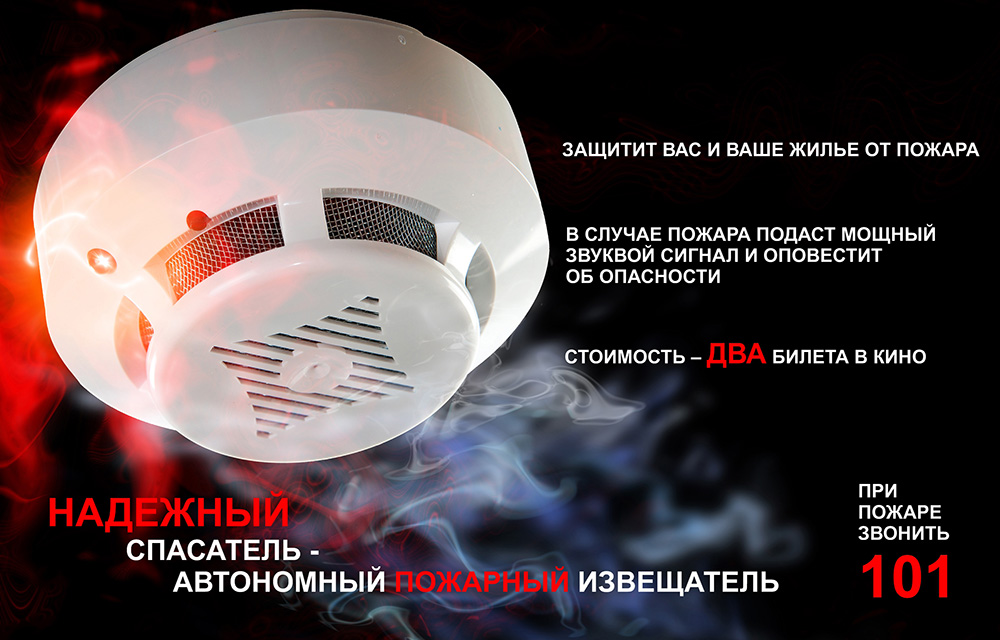 ЗАЩИТИТ ВАС И ВАШЕ ЖИЛЬЕ ОТ ПОЖАРА
В СЛУЧАЕ ПОЖАРА ПОДАСТ МОЩНЫЙ
ЗВУКВОЙ СИГНАЛ И ОПОВЕСТИТ
ОБ ОПАСНОСТИ
СТОИМОСТЬ – ДВА БИЛЕТА В КИНО
НАДЕЖНЫЙ
СПАСАТЕЛЬ -
АВТОНОМНЫЙ ПОЖАРНЫЙ ИЗВЕЩАТЕЛЬ
ПРИ
ПОЖАРЕ
ЗВОНИТЬ
101